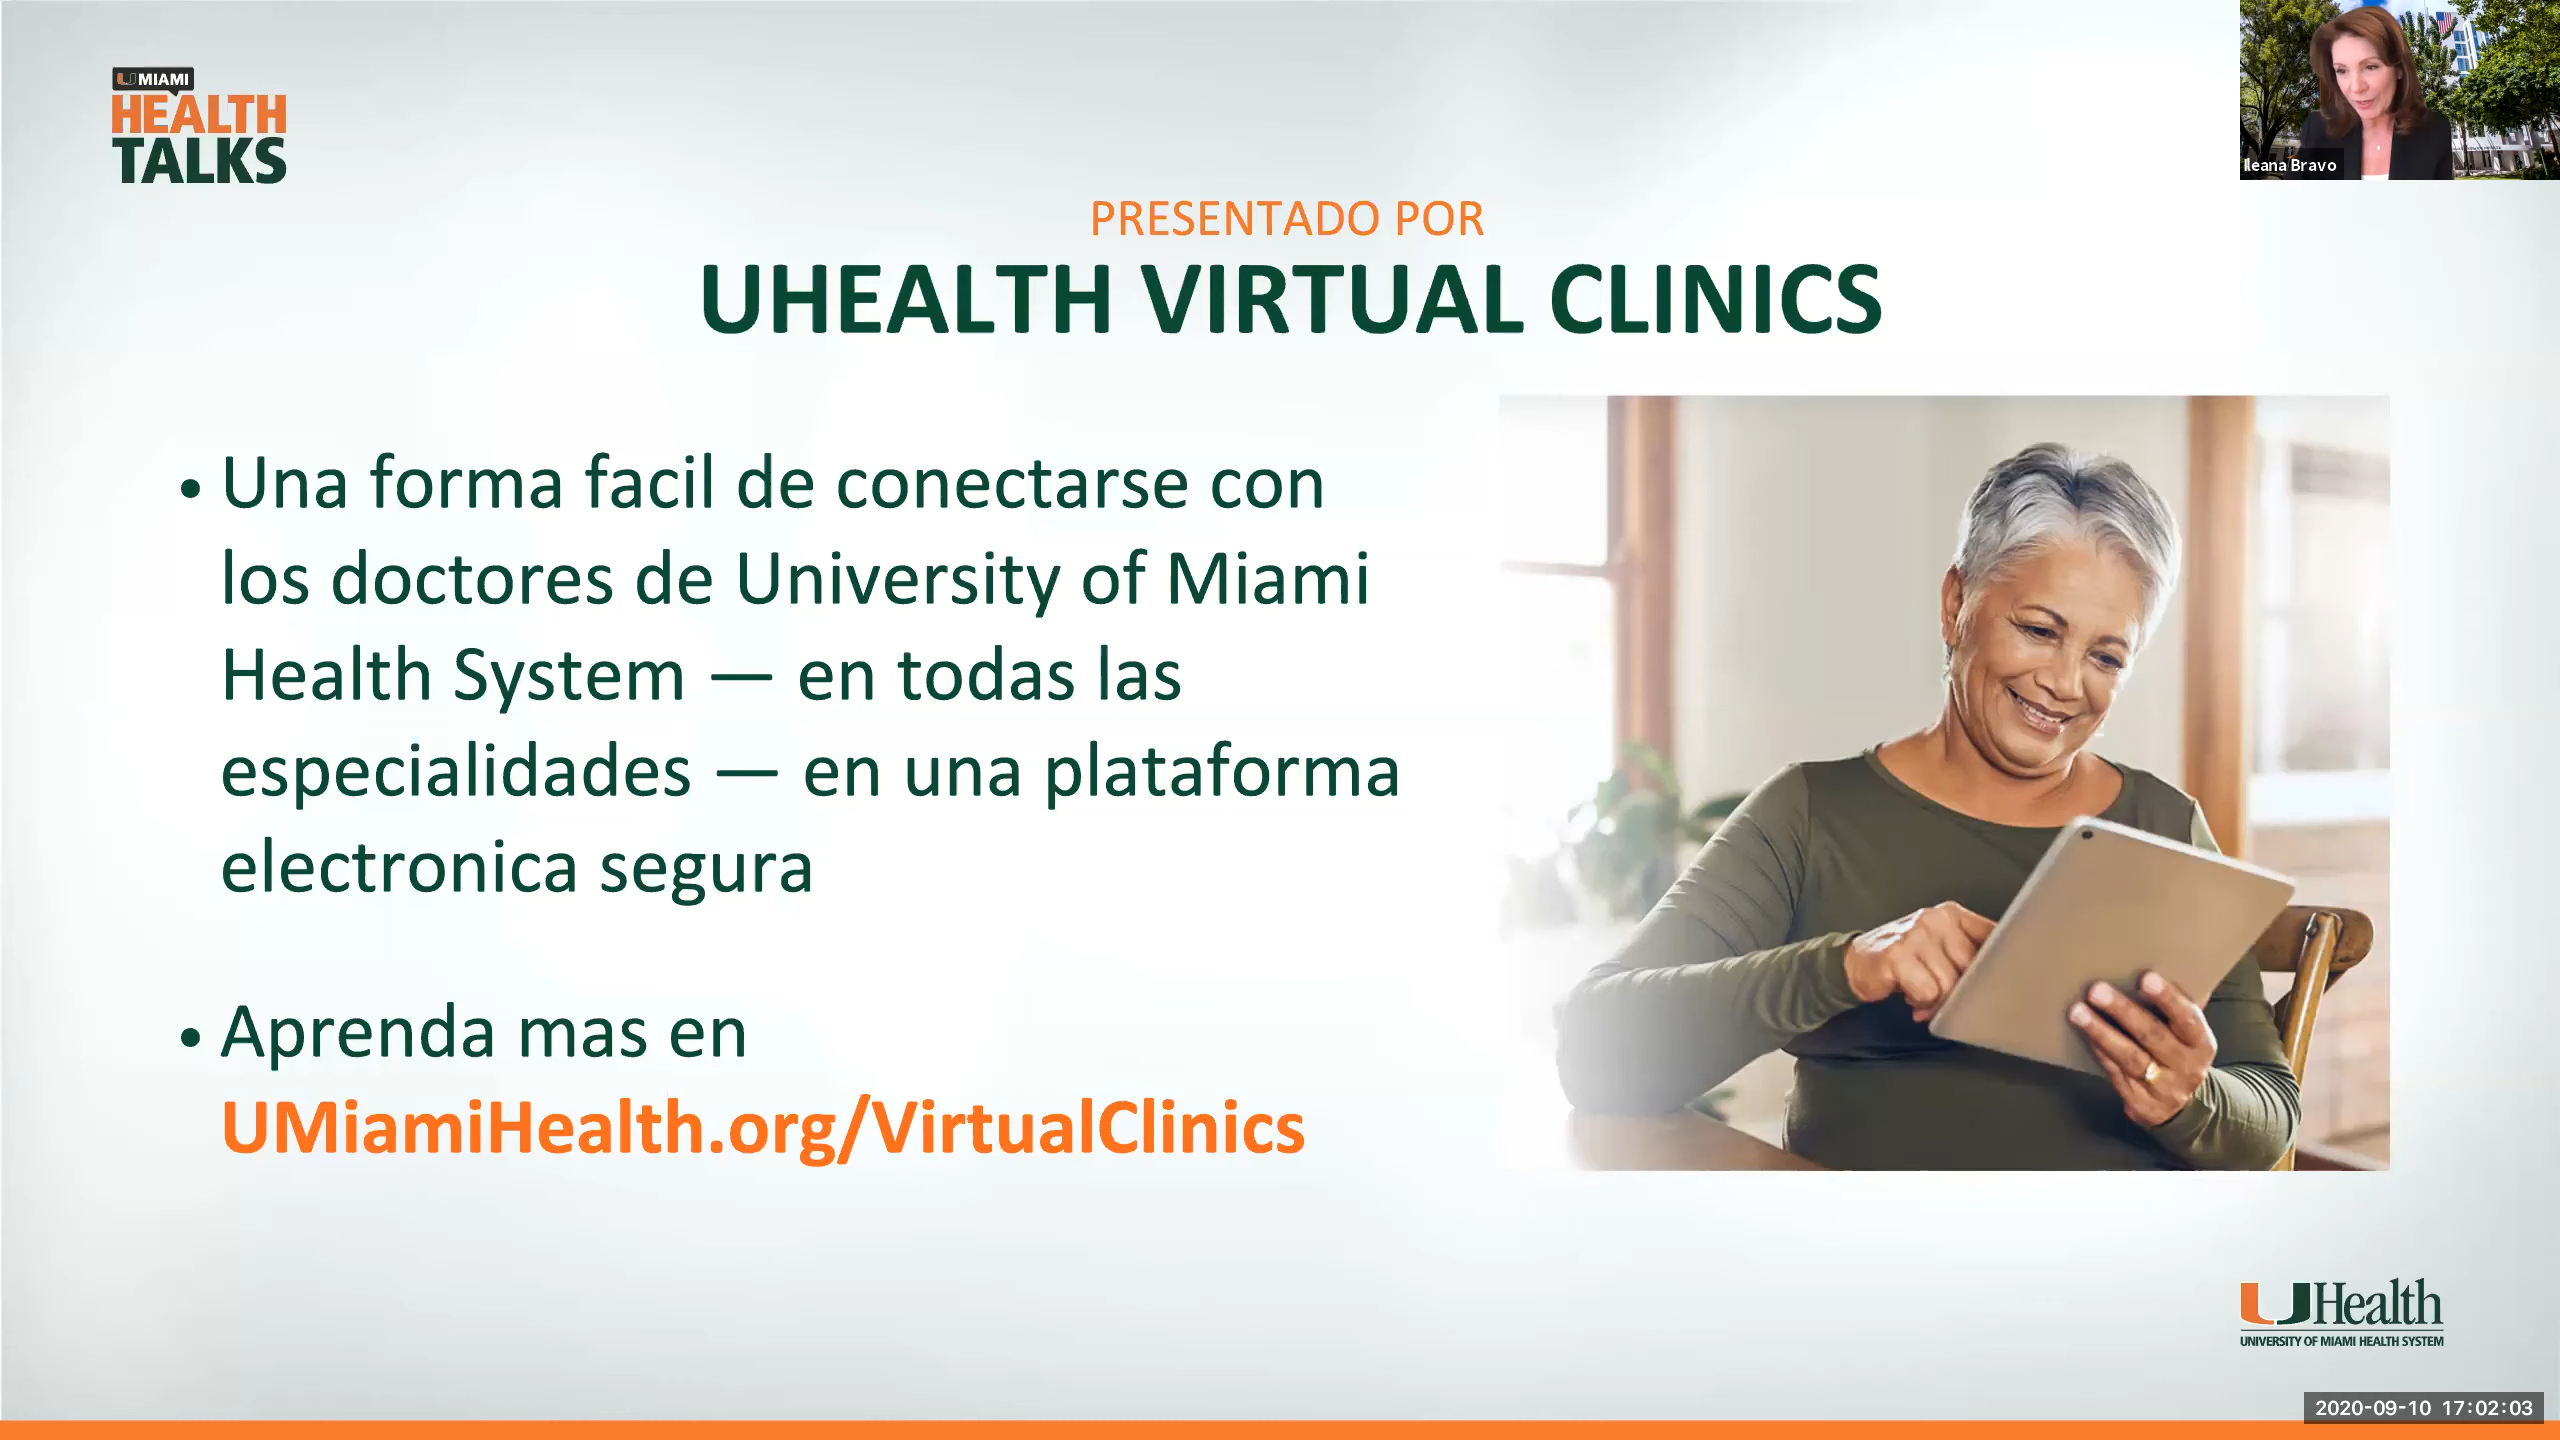 UMIAMI
HEALTH
TALKS
Ileana Bravo
PRESENTADO POR
UHEALTH VIRTUAL CLINICS
• Una forma facil de conectarse con
los doctores de University of Miami
Health System — en todas las
especialidades — en una plataforma
electronica segura
• Aprenda mas en
UMiamiHealth.org/VirtualClinics
UHealth
UNIVERSITY OF MIAMI HEALTH SYSTEM
2020-09-10 17:02:03